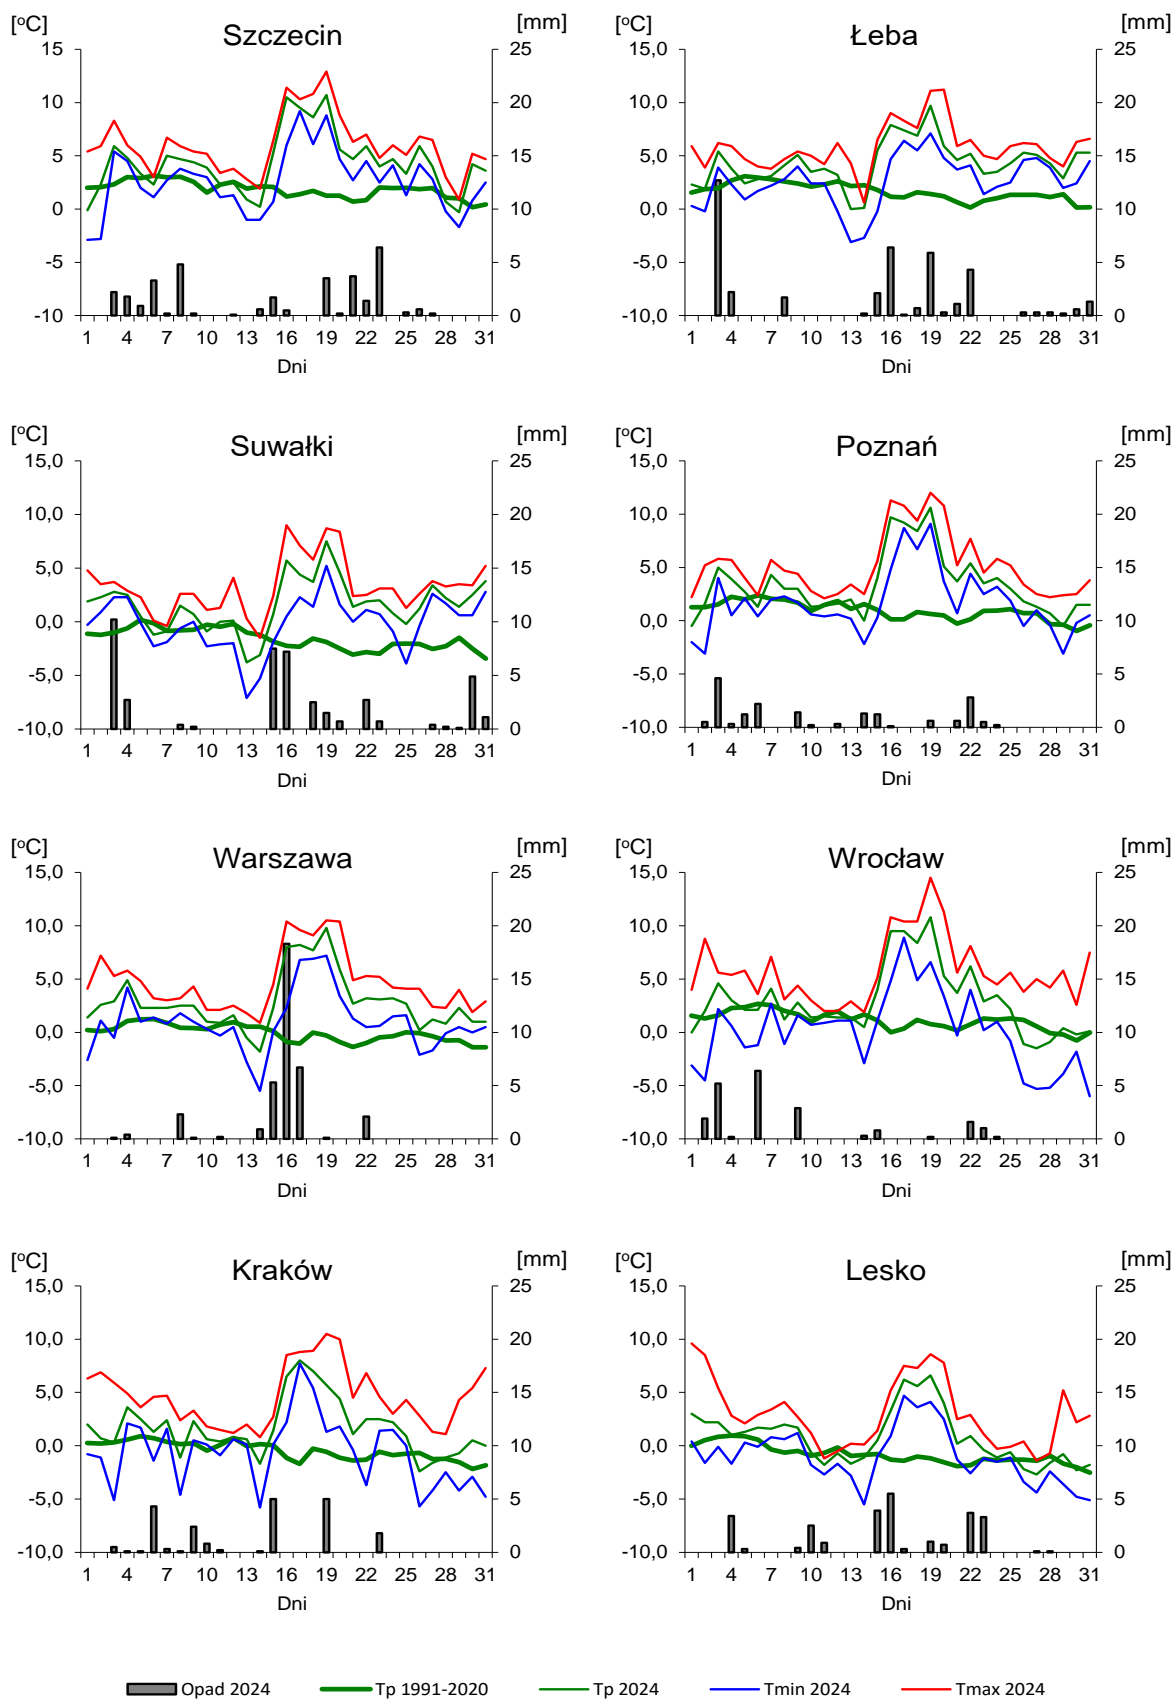 [°C] Szczecin [mm]
15 25
10 20
5 15
0 10
-5 5
-10 0
1 4 7 10 13 16 19 22 25 28 31
Dni
[°C] Łeba [mm]
15,0 25
10,0 20
5,0 15
0,0 10
-5,0 5
-10,0 0
1 4 7 10 13 16 19 22 25 28 31
Dni
[°C] Suwałki [mm]
15,0 25
10,0 20
5,0 15
0,0 10
-5,0 5
-10,0 0
1 4 7 10 13 16 19 22 25 28 31
Dni
[°C] Poznań [mm]
15,0 25
10,0 20
5,0 15
0,0 10
-5,0 5
-10,0 0
1 4 7 10 13 16 19 22 25 28 31
Dni
[°C] Warszawa [mm]
15,0 25
10,0 20
5,0 15
0,0 10
-5,0 5
-10,0 0
1 4 7 10 13 16 19 22 25 28 31
Dni
[°C] Wrocław [mm]
15,0 25
10,0 20
5,0 15
0,0 10
-5,0 5
-10,0 0
1 4 7 10 13 16 19 22 25 28 31
Dni
[°C] Kraków [mm]
15,0 25
10,0 20
5,0 15
0,0 10
-5,0 5
-10,0 0
1 4 7 10 13 16 19 22 25 28 31
Dni
[°C] Lesko [mm]
15,0 25
10,0 20
5,0 15
0,0 10
-5,0 5
-10,0 0
1 4 7 10 13 16 19 22 25 28 31
Dni
Opad 2024 Tp 1991-2020 Tp 2024 Tmin 2024 Tmax 2024